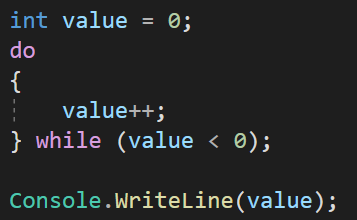 int value = 0;
do
{
    value++;
} while (value < 0);

Console.WriteLine(value);